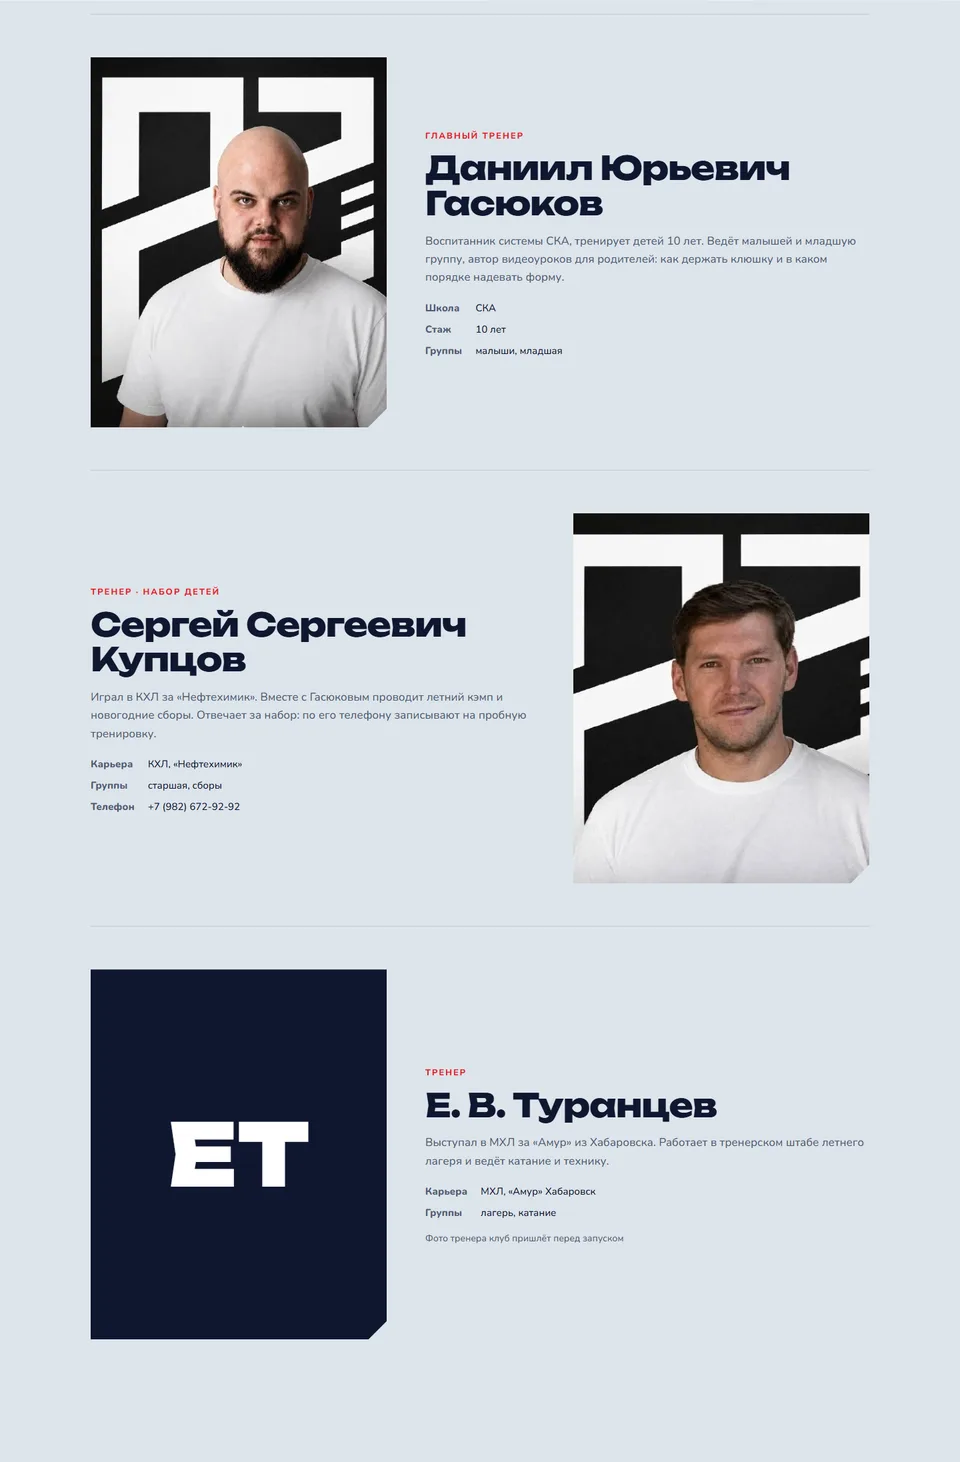 ГЛАВНЫЙ ТРЕНЕР
Даниил Юрьевич
Гасюков
Воспитанник системы СКА, тренирует детей 10 лет. Ведёт малышей и младшую
группу, автор видеоуроков для родителей: как держать клюшку и в каком
порядке надевать форму.
Школа СКА
Стаж 10 лет
Группы малыши, младшая
ТРЕНЕР · НАБОР ДЕТЕЙ
Сергей Сергеевич
Купцов
Играл в КХЛ за «Нефтехимик». Вместе с Гасюковым проводит летний кэмп и
новогодние сборы. Отвечает за набор: по его телефону записывают на пробную
тренировку.
Карьера КХЛ, «Нефтехимик»
Группы старшая, сборы
Телефон +7 (982) 672-92-92
ЕТ
ТРЕНЕР
Е. В. Туранцев
Выступал в МХЛ за «Амур» из Хабаровска. Работает в тренерском штабе летнего
лагеря и ведёт катание и технику.
Карьера МХЛ, «Амур» Хабаровск
Группы лагерь, катание
Фото тренера клуб пришлёт перед запуском